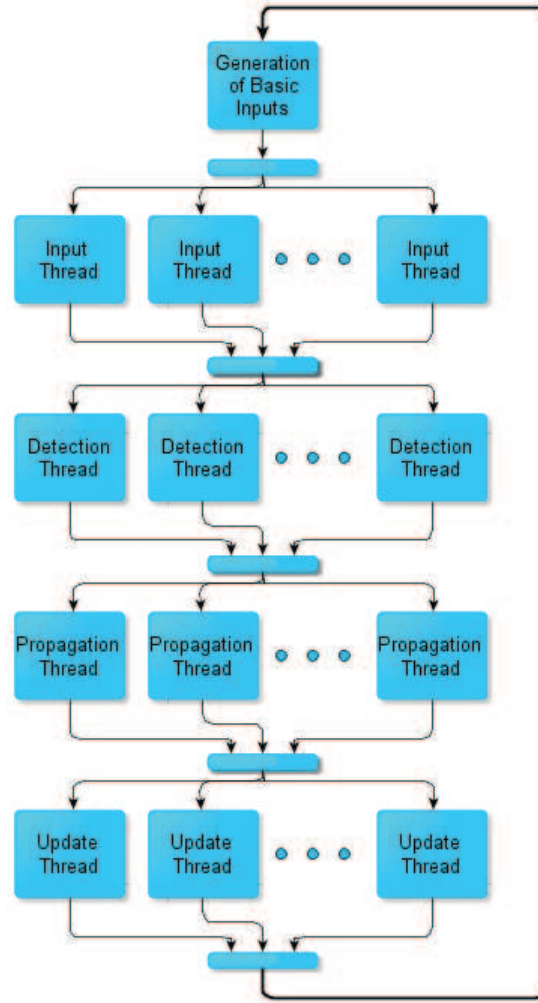 Generation
of Basic
Inputs
Input
Thread
Input
Thread
Input
Thread
Detection
Thread
Detection
Thread
Detection
Thread
Propagation
Thread
Propagation
Thread
Propagation
Thread
Update
Thread
Update
Thread
Update
Thread